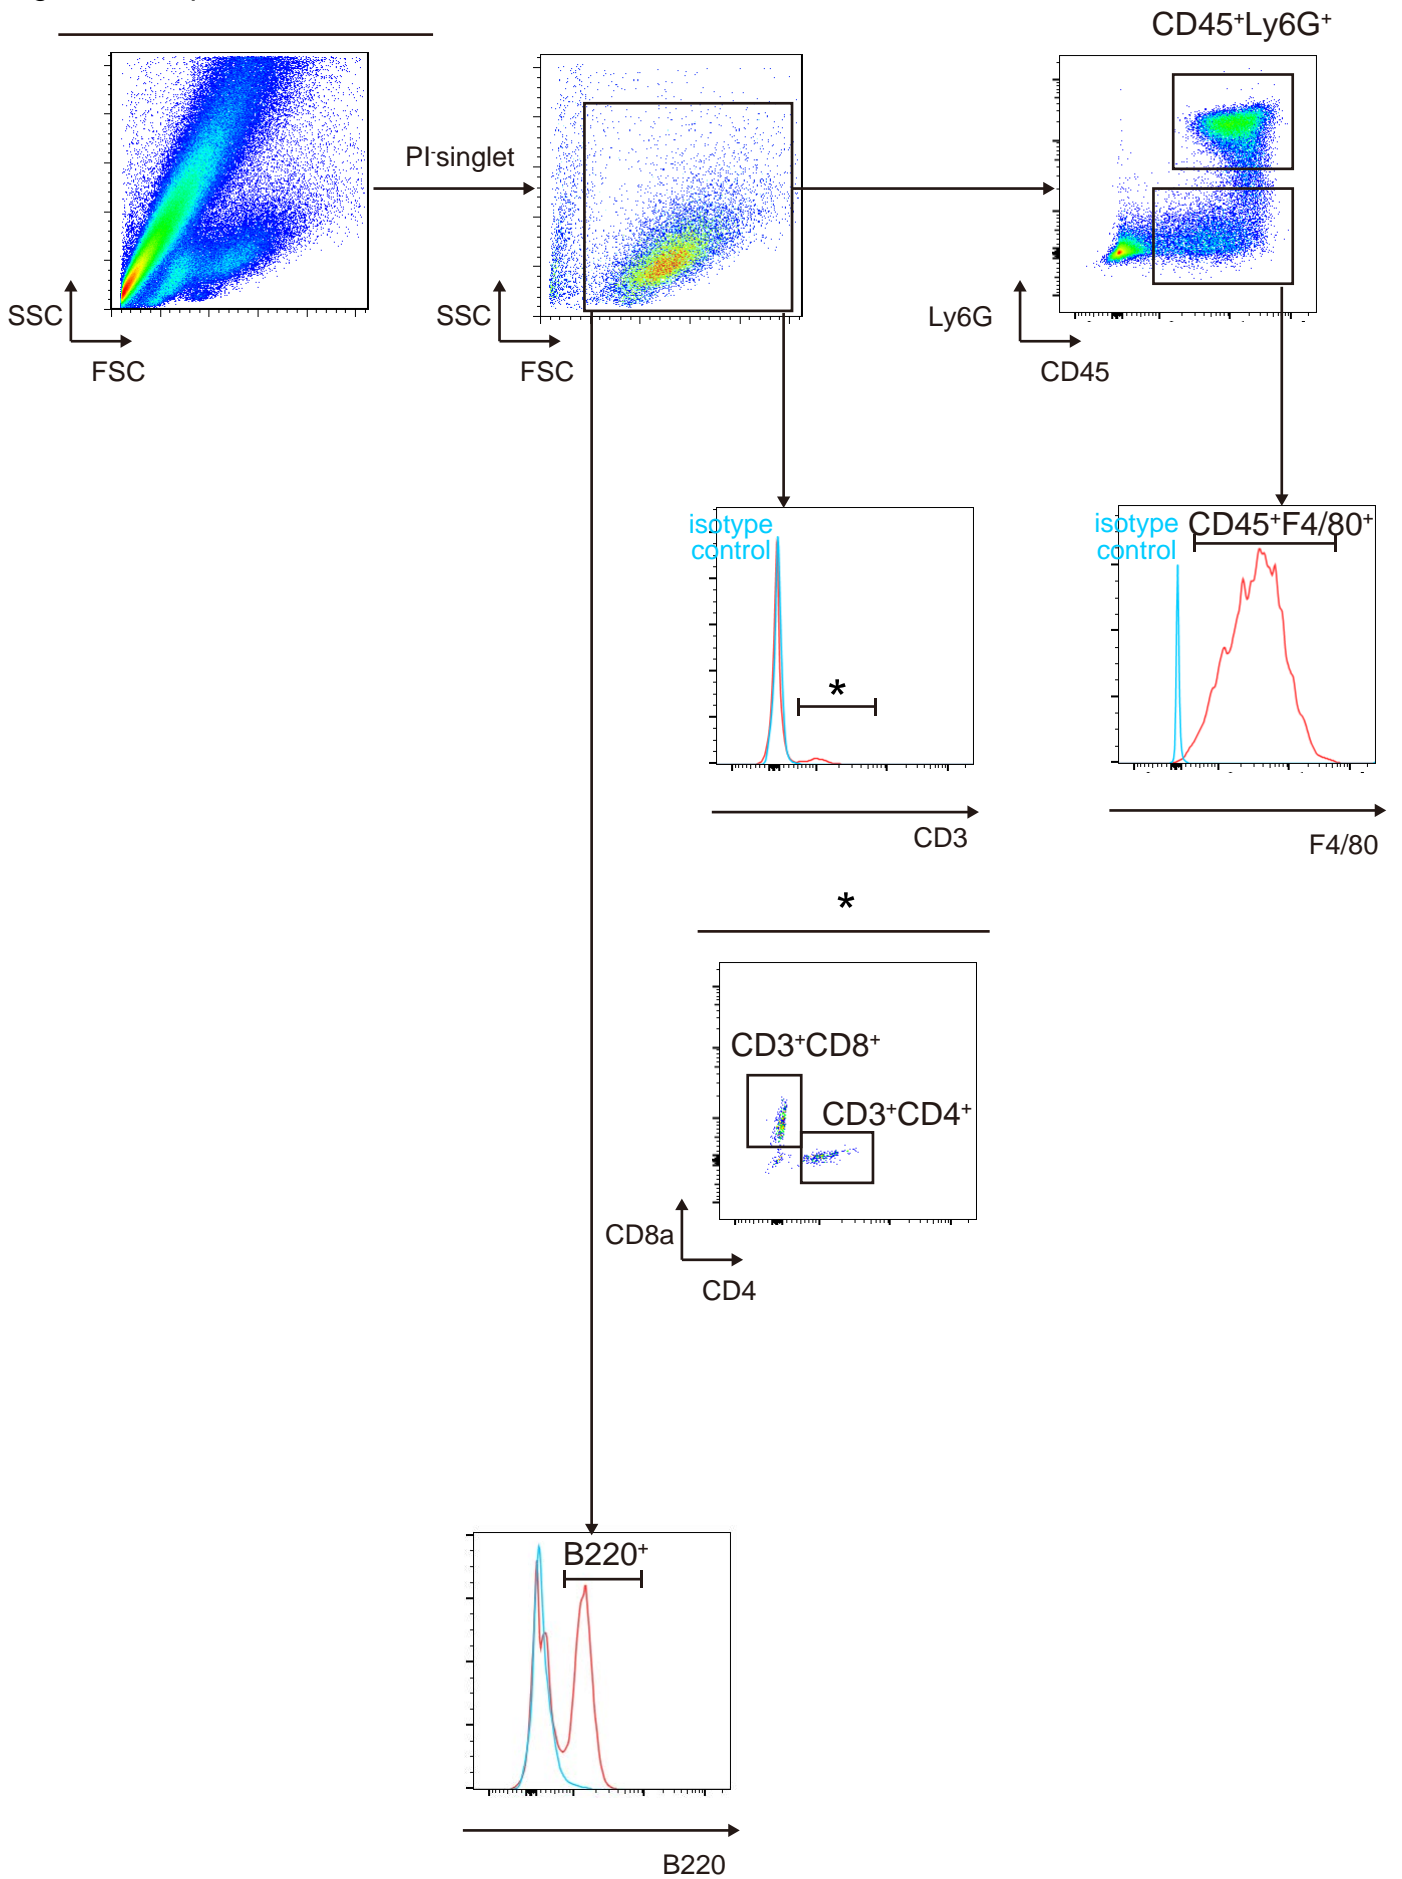 CD45⁺Ly6G⁺
PI⁻singlet
SSC
FSC
SSC
FSC
Ly6G
CD45
isotype
control
*
CD3
isotype
control
CD45⁺F4/80⁺
F4/80
*
CD3⁺CD8⁺
CD3⁺CD4⁺
CD8a
CD4
B220⁺
B220